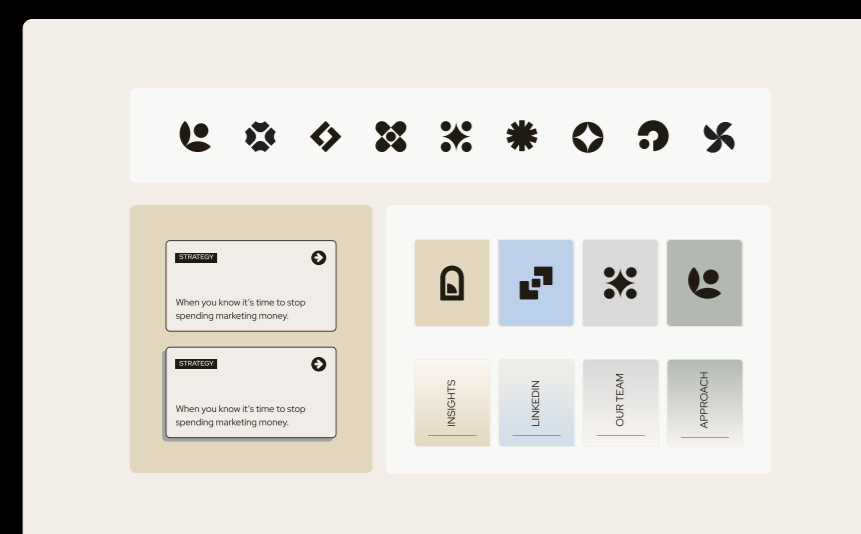 STRATEGY
When you know it's time to stop
spending marketing money.
STRATEGY
When you know it's time to stop
spending marketing money.
INSIGHTS
LINKEDIN
OUR TEAM
APPROACH